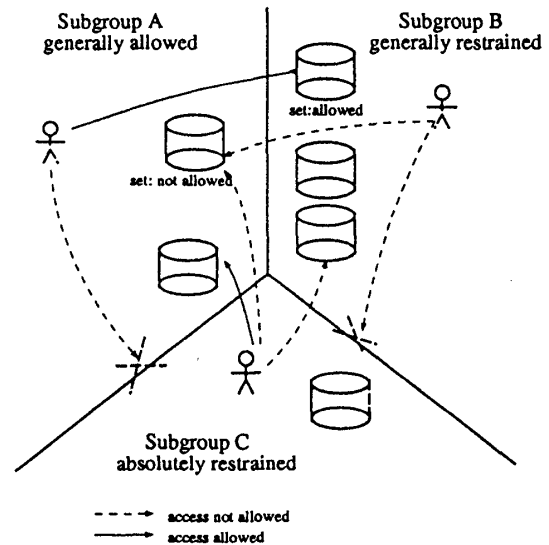 Subgroup A
generally allowed
Subgroup B
generally restrained
set:allowed
set: not allowed
Subgroup C
absolutely restrained
access not allowed
access allowed